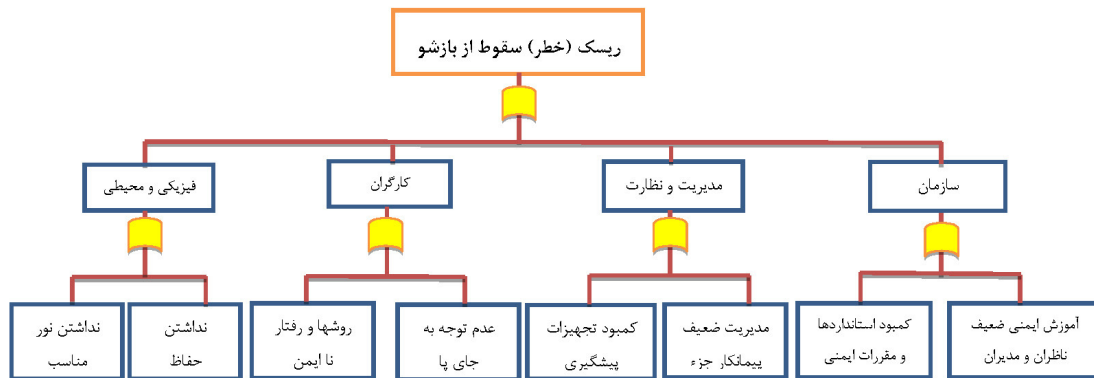 ریسک (خطر) سقوط از بازشو
سازمان
مدیریت و نظارت
کارگران
فیزیکی و محیطی
آموزش ایمنی ضعیف
ناظران و مدیران
کمبود استانداردها
و مقررات ایمنی
مدیریت ضعیف
پیمانکار جزء
کمبود تجهیزات
پیشگیری
عدم توجه به
جای پا
روشها و رفتار
نا ایمن
نداشتن
حفاظ
نداشتن نور
مناسب